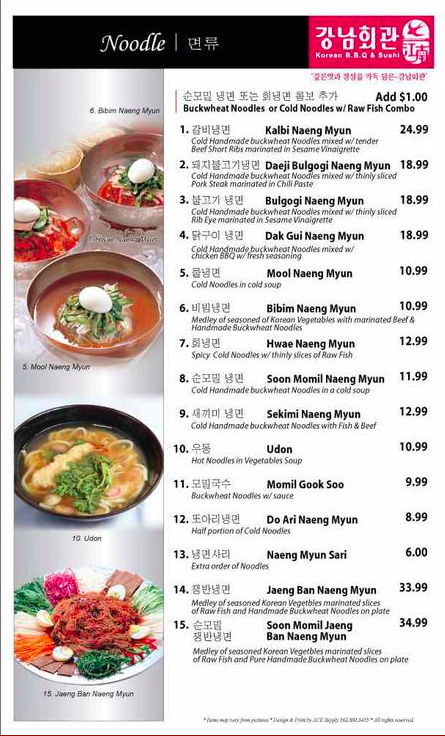 Noodle | 면류
강남회관
Korean B.B.Q & Sushi
"깊은맛과 정성을 가득 담은-강남회관"
6. Bibim Naeng Myun
7. Hwae Naeng Myun
5. Mool Naeng Myun
10. Udon
15. Jaeng Ban Naeng Myun
순모밀 냉면 또는 회냉면 콤보 추가 Add $1.00
Buckwheat Noodles or Cold Noodles w/ Raw Fish Combo
1. 갈비냉면 Kalbi Naeng Myun 24.99
Cold Handmade buckwheat Noodles mixed w/ tender
Beef Short Ribs marinated in Sesame Vinaigrette
2. 돼지불고기냉면 Daeji Bulgogi Naeng Myun 18.99
Cold Handmade buckwheat Noodles mixed w/ thinly sliced
Pork Steak marinated in Chili Paste
3. 불고기 냉면 Bulgogi Naeng Myun 18.99
Cold Handmade buckwheat Noodles mixed w/ thinly sliced
Rib Eye marinated in Sesame Vinaigrette
4. 닭구이 냉면 Dak Gui Naeng Myun 18.99
Cold Handmade buckwheat Noodles mixed w/
chicken BBQ w/ fresh seasoning
5. 물냉면 Mool Naeng Myun 10.99
Cold Noodles in cold soup
6. 비빔냉면 Bibim Naeng Myun 10.99
Medley of seasoned of Korean Vegetables with marinated Beef &
Handmade Buckwheat Noodles
7. 회냉면 Hwae Naeng Myun 12.99
Spicy Cold Noodles w/ thinly slices of Raw Fish
8. 순모밀 냉면 Soon Momil Naeng Myun 11.99
Cold Handmade buckwheat Noodles in a cold soup
9. 새끼미 냉면 Sekimi Naeng Myun 12.99
Cold Handmade buckwheat Noodles with Fish & Beef
10. 우동 Udon 10.99
Hot Noodles in Vegetables Soup
11. 모밀국수 Momil Gook Soo 9.99
Buckwheat Noodles w/ sauce
12. 또아리냉면 Do Ari Naeng Myun 8.99
Half portion of Cold Noodles
13. 냉면사리 Naeng Myun Sari 6.00
Extra order of Noodles
14. 쟁반냉면 Jaeng Ban Naeng Myun 33.99
Medley of seasoned Korean Vegetbles marinated slices
of Raw Fish and Handmade Buckwheat Noodles on plate
15. 순모밀 Soon Momil Jaeng 34.99
쟁반냉면 Ban Naeng Myun
Medley of seasoned Korean Vegetbles marinated slices
of Raw Fish and Pure Handmade Buckwheat Noodles on plate
* Items may vary from pictures. * Design & Print by ACE Supply 562.802.3455 * All rights reserved.